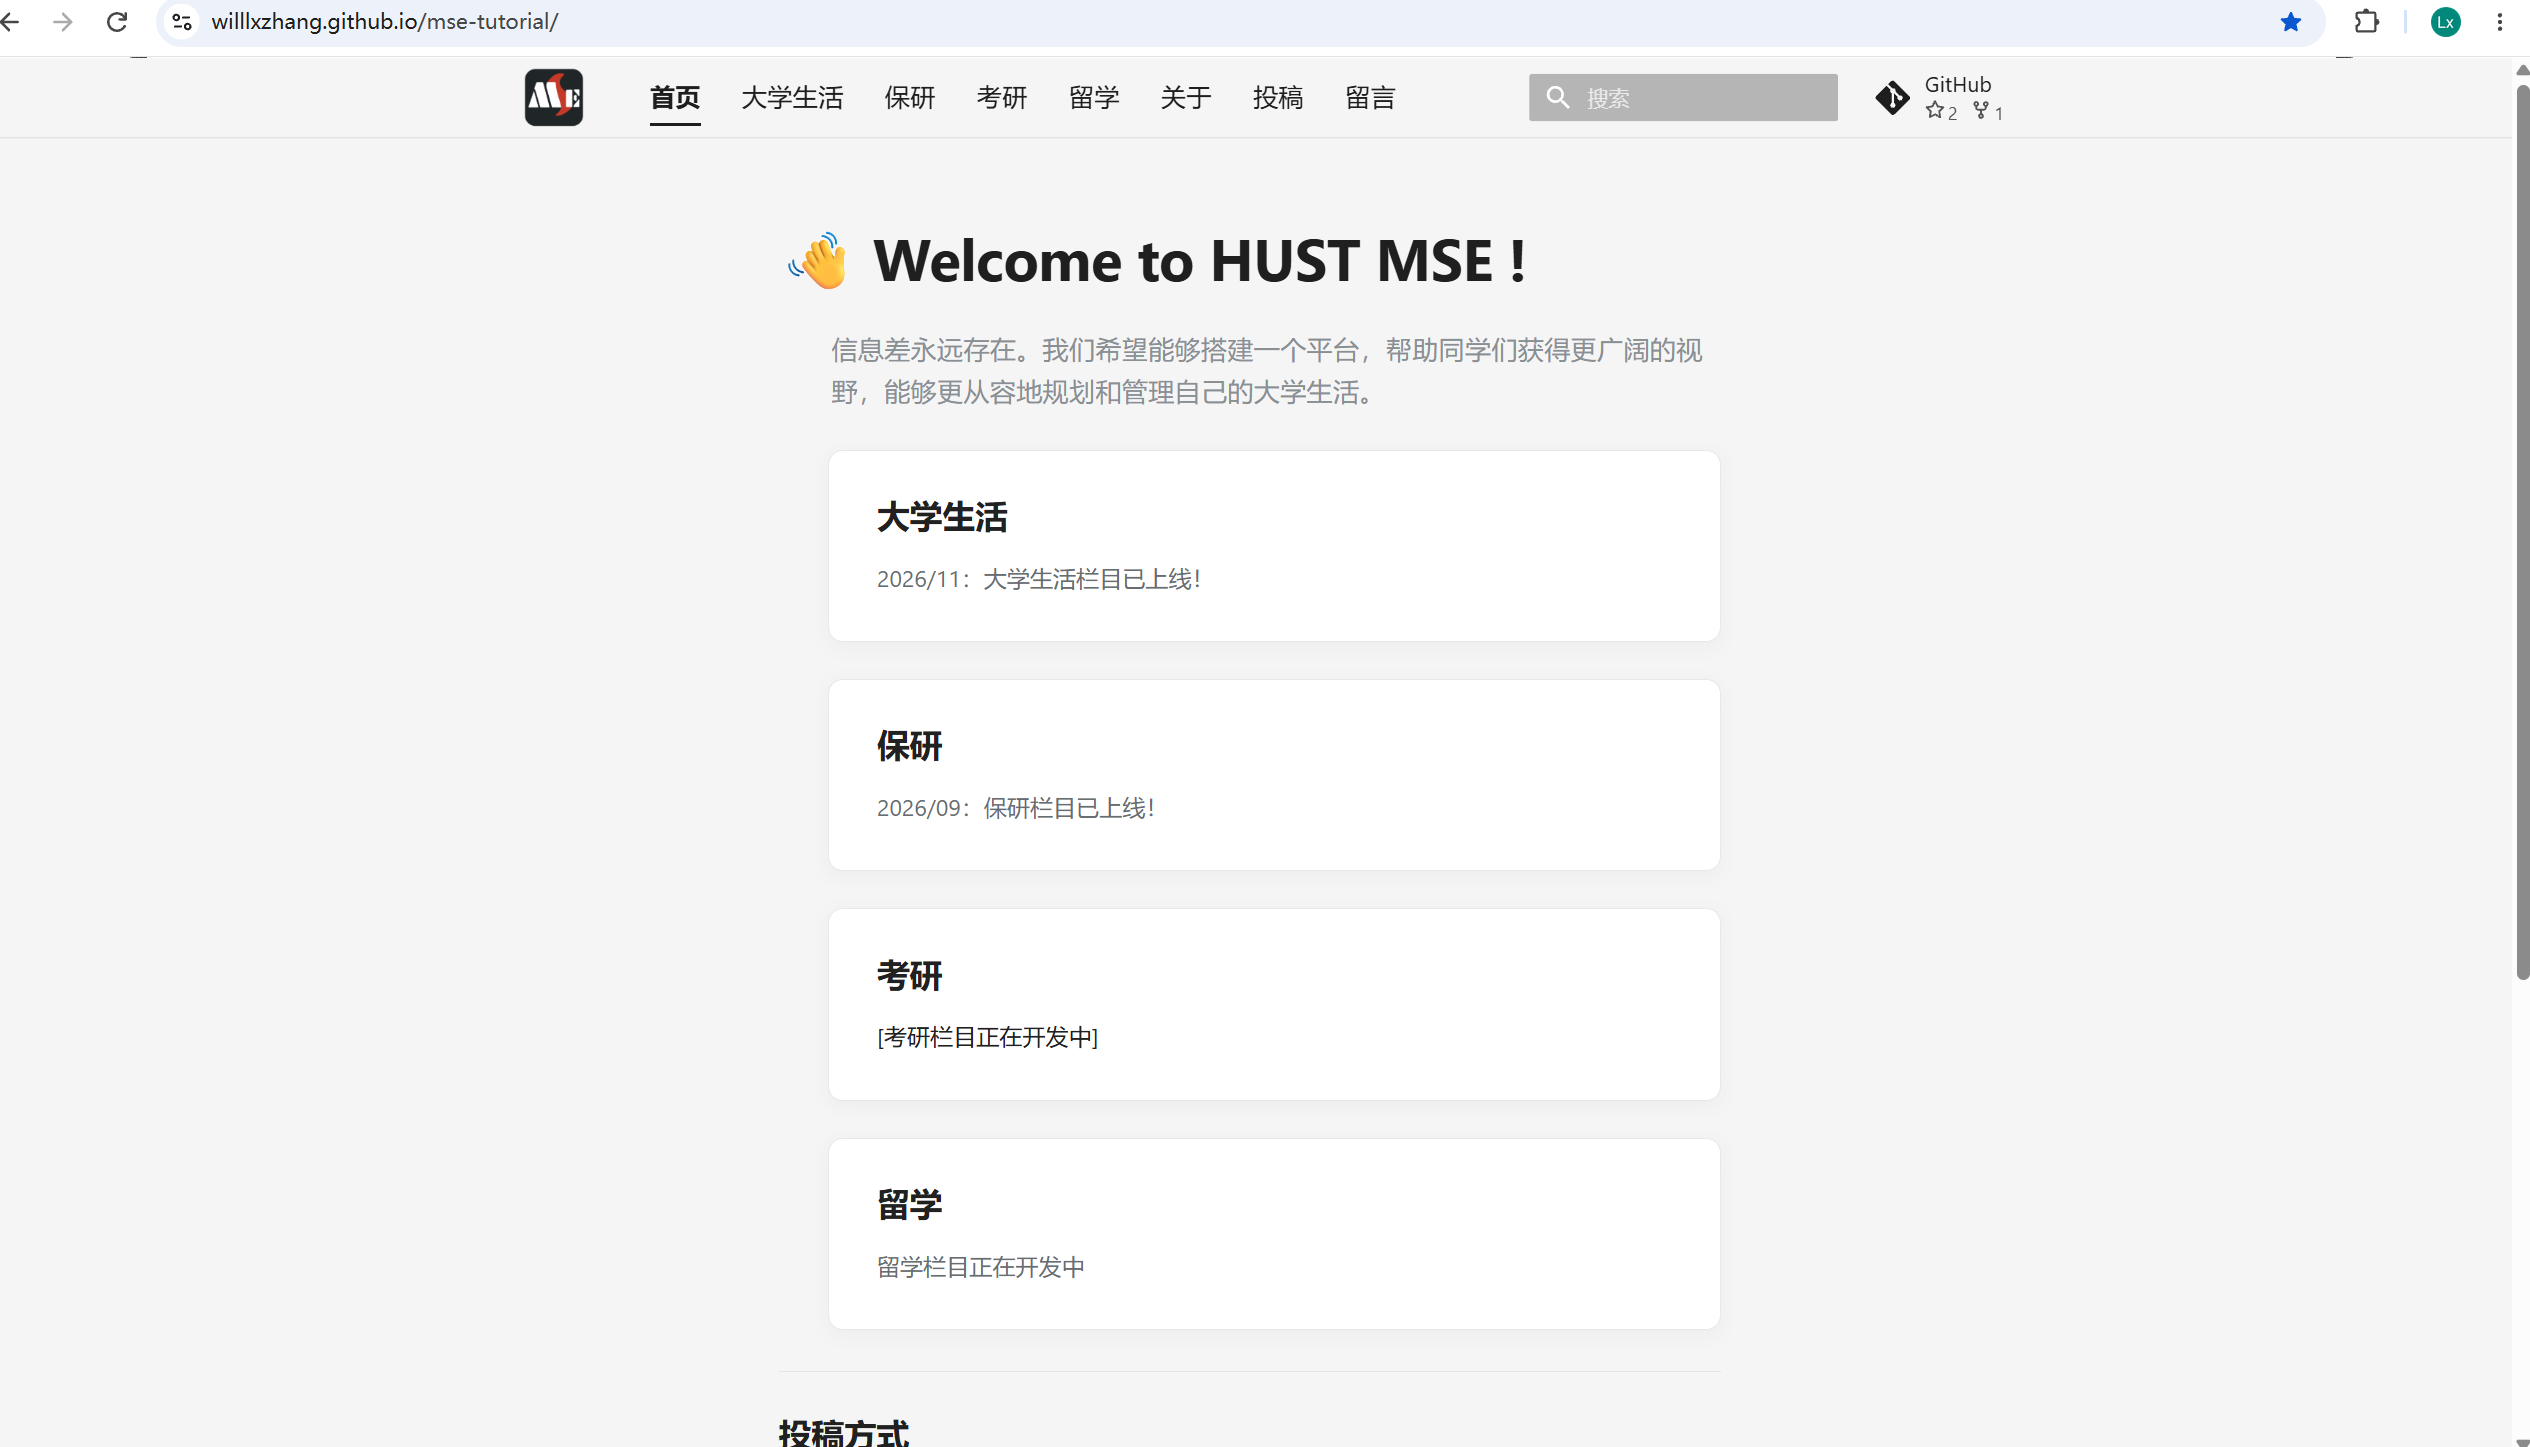 willlxzhang.github.io/mse-tutorial/
Lx
MSE
首页 大学生活 保研 考研 留学 关于 投稿 留言
搜索
GitHub
2 1
👋 Welcome to HUST MSE !
信息差永远存在。我们希望能够搭建一个平台，帮助同学们获得更广阔的视
野，能够更从容地规划和管理自己的大学生活。
大学生活
2026/11：大学生活栏目已上线！
保研
2026/09：保研栏目已上线！
考研
[考研栏目正在开发中]
留学
留学栏目正在开发中
投稿方式